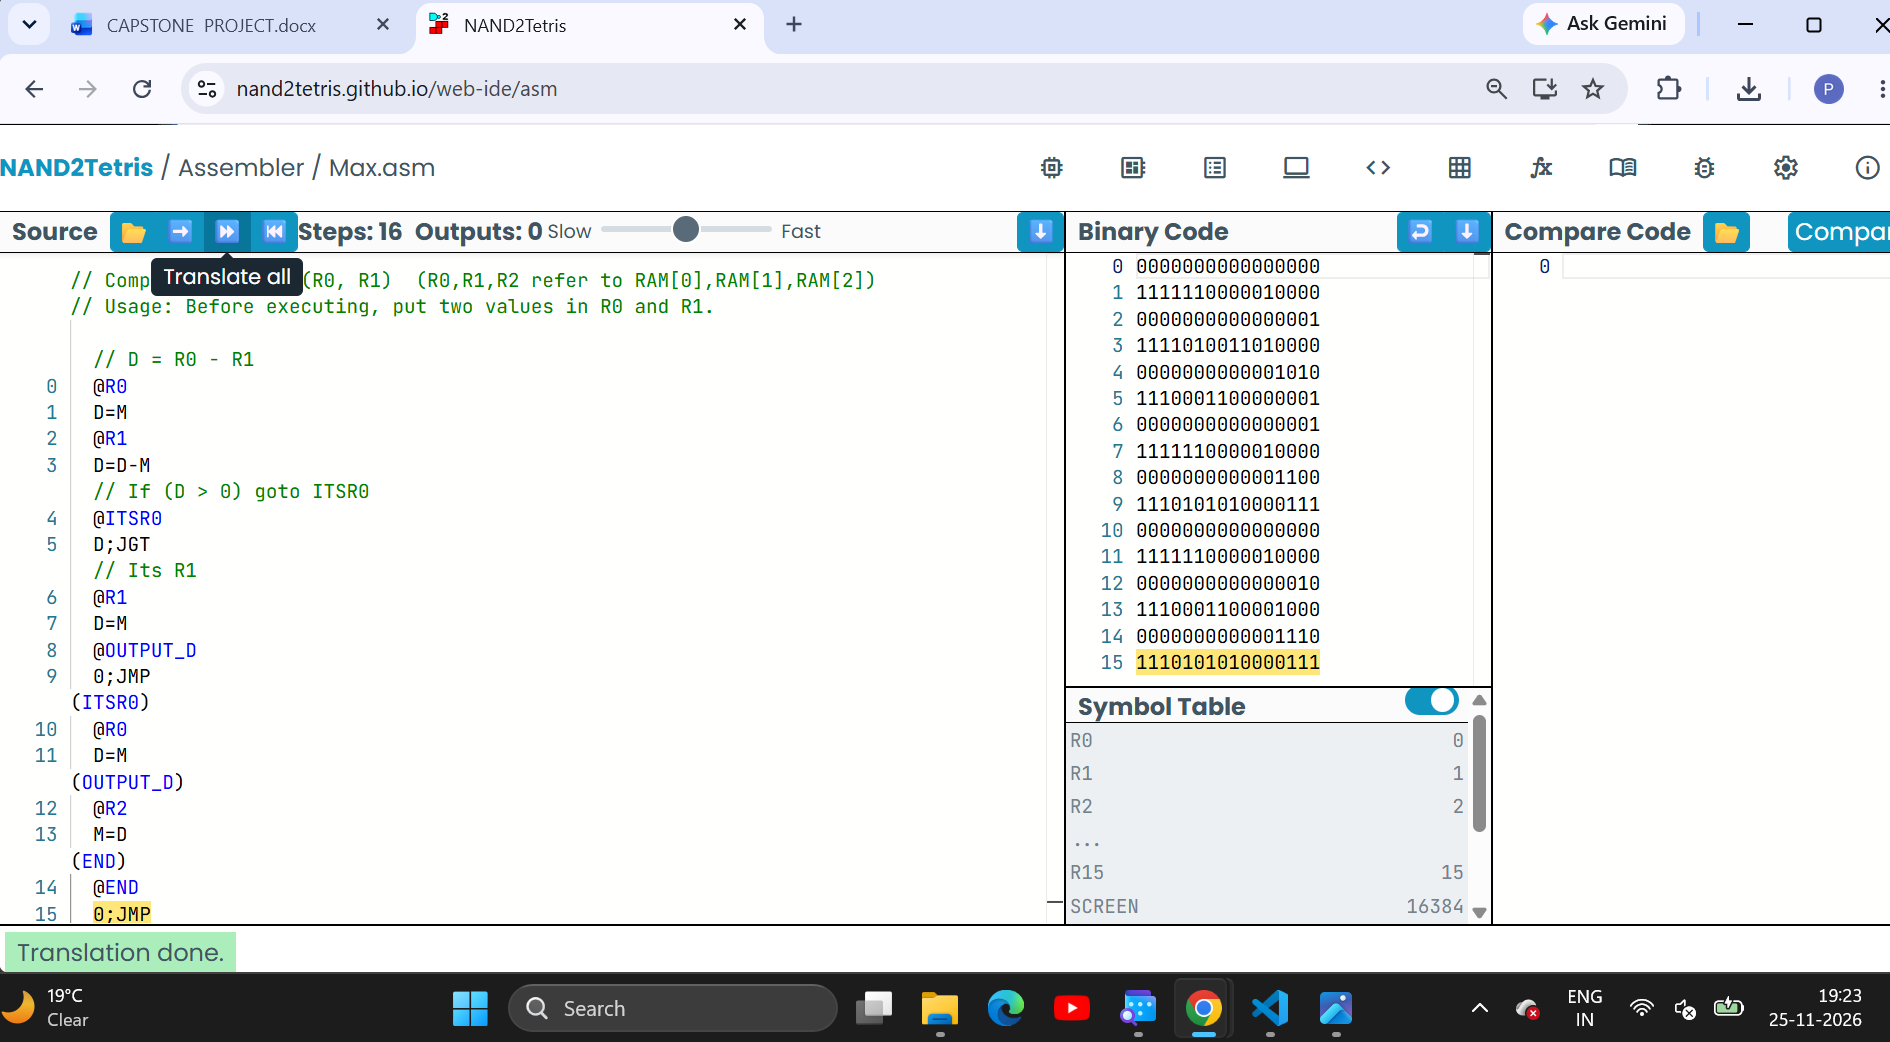 CAPSTONE PROJECT.docx
NAND2Tetris
Ask Gemini
nand2tetris.github.io/web-ide/asm
P
NAND2Tetris / Assembler / Max.asm
Source
Steps: 16 Outputs: 0 Slow Fast
Binary Code
Compare Code
Compar
Translate all
// Comp (R0, R1) (R0,R1,R2 refer to RAM[0],RAM[1],RAM[2])
// Usage: Before executing, put two values in R0 and R1.
// D = R0 - R1
0 @R0
1 D=M
2 @R1
3 D=D-M
// If (D > 0) goto ITSR0
4 @ITSR0
5 D;JGT
// Its R1
6 @R1
7 D=M
8 @OUTPUT_D
9 0;JMP
(ITSR0)
10 @R0
11 D=M
(OUTPUT_D)
12 @R2
13 M=D
(END)
14 @END
15 0;JMP
0 0000000000000000
1 1111110000010000
2 0000000000000001
3 1111010011010000
4 0000000000001010
5 1110001100000001
6 0000000000000001
7 1111110000010000
8 0000000000001100
9 1110101010000111
10 0000000000000000
11 1111110000010000
12 0000000000000010
13 1110001100001000
14 0000000000001110
15 1110101010000111
Symbol Table
R0 0
R1 1
R2 2
...
R15 15
SCREEN 16384
0
Translation done.
19°C
Clear
Search
ENG
IN
19:23
25-11-2026